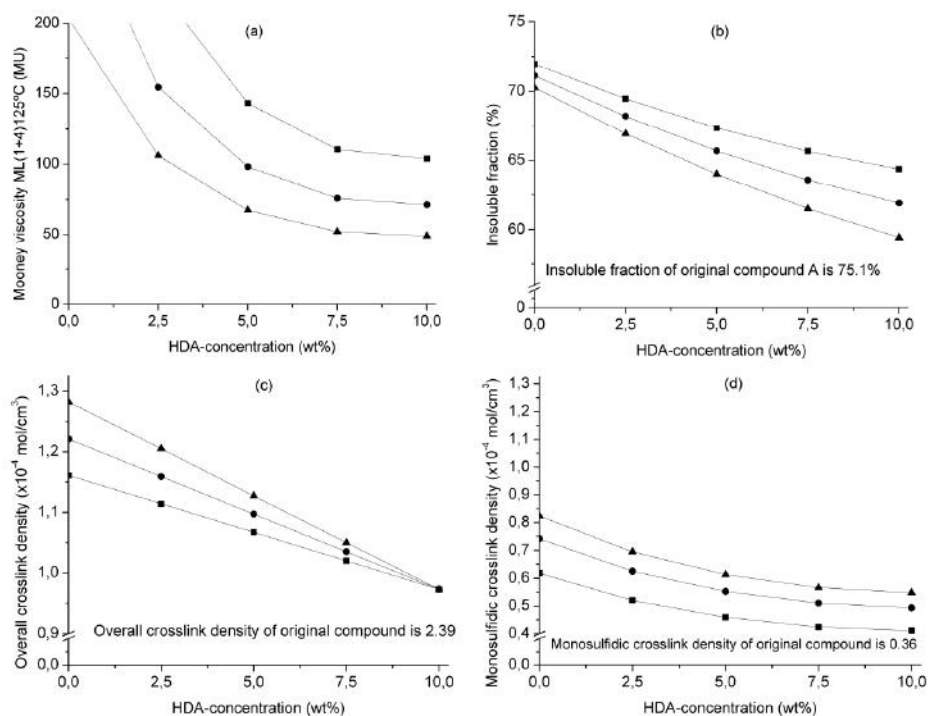 (a)
200
150
100
50
0
Mooney viscosity ML(1+4)125ºC (MU)
0,0 2,5 5,0 7,5 10,0
HDA-concentration (wt%)
(b)
75
70
65
60
0
Insoluble fraction (%)
Insoluble fraction of original compound A is 75.1%
0,0 2,5 5,0 7,5 10,0
HDA-concentration (wt%)
(c)
1,3
1,2
1,1
1,0
0,9
0,0
Overall crosslink density (x10⁻⁴ mol/cm³)
Overall crosslink density of original compound is 2.39
0,0 2,5 5,0 7,5 10,0
HDA-concentration (wt%)
(d)
1,3
1,2
1,1
1,0
0,9
0,8
0,7
0,6
0,5
0,4
0,0
Monosulfidic crosslink density (x10⁻⁴ mol/cm³)
Monosulfidic crosslink density of original compound is 0.36
0,0 2,5 5,0 7,5 10,0
HDA-concentration (wt%)